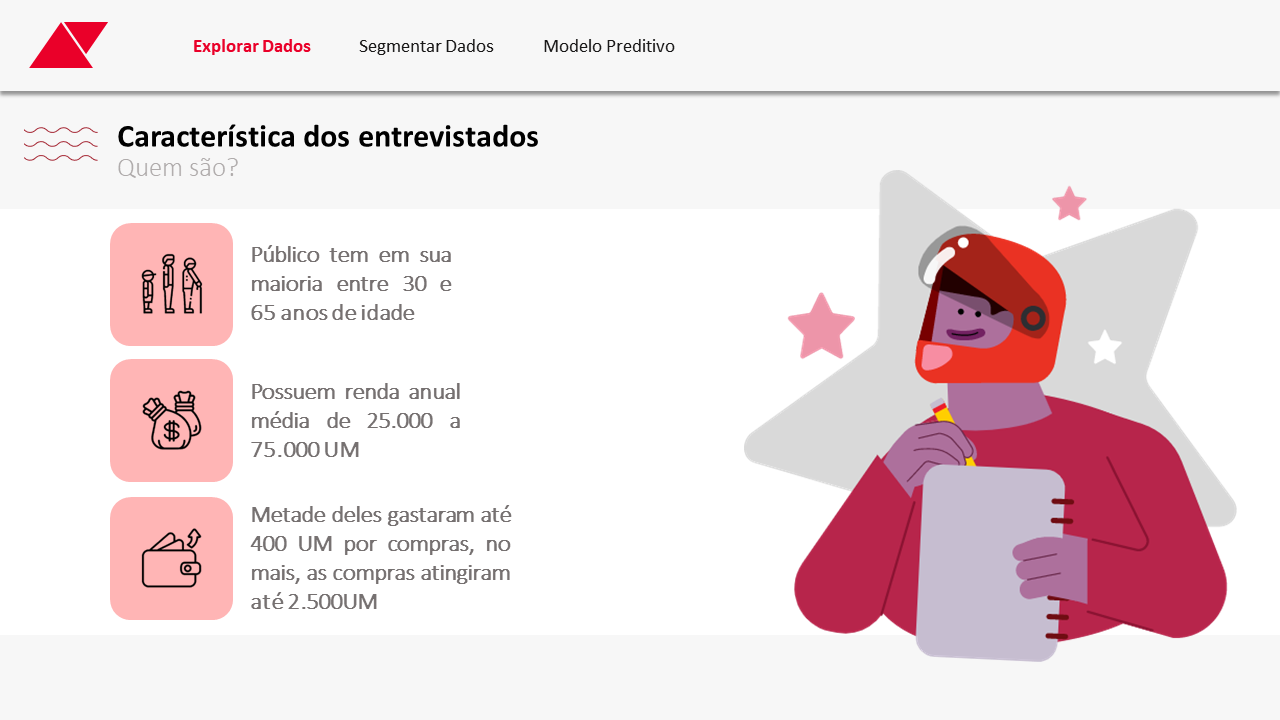 Explorar Dados Segmentar Dados Modelo Preditivo
Característica dos entrevistados
Quem são?
Público tem em sua
maioria entre 30 e
65 anos de idade
Possuem renda anual
média de 25.000 a
75.000 UM
Metade deles gastaram até
400 UM por compras, no
mais, as compras atingiram
até 2.500UM